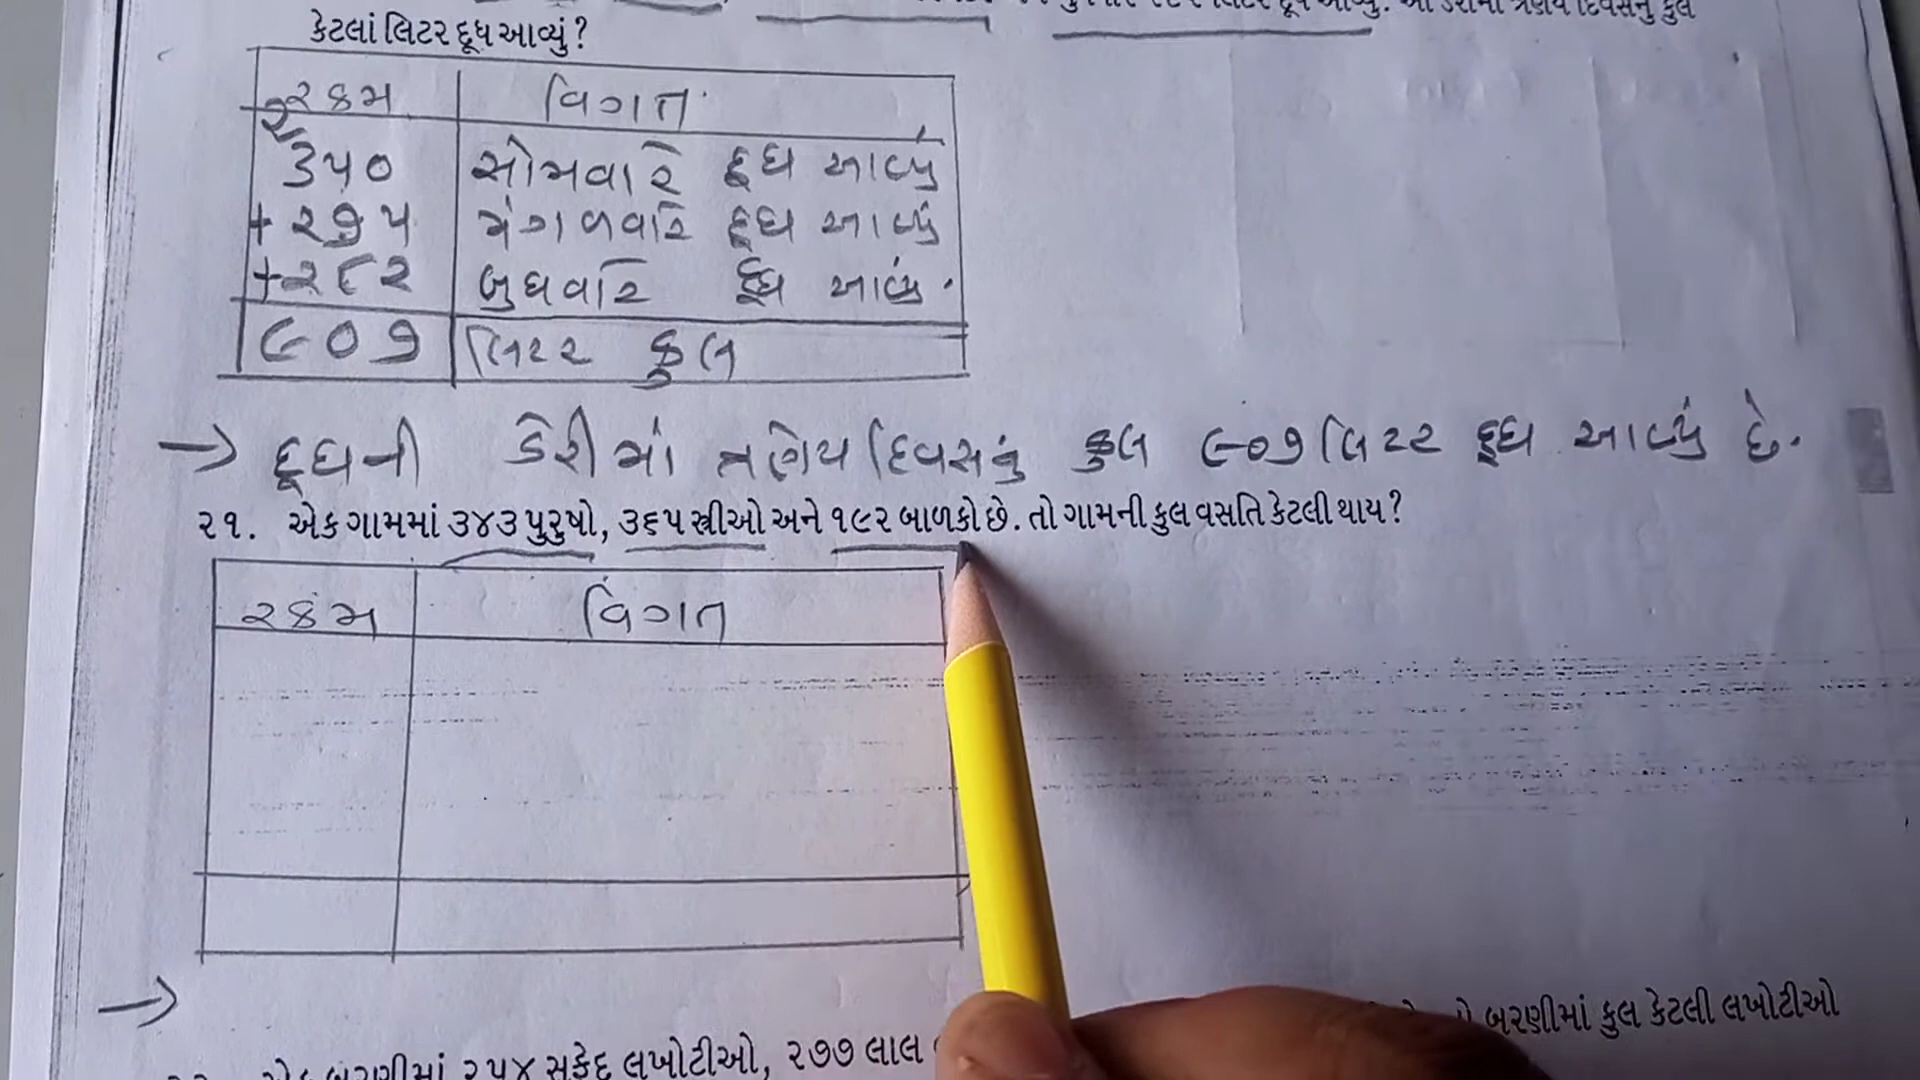 કેટલાં લિટર દૂધ આવ્યું?
રકમ વિગત
૨
૩૫૦ સોમવારે દૂધ આવ્યું
+ ૨૭૫ મંગળવારે દૂધ આવ્યું
+ ૨૮૨ બુધવારે દૂધ આવ્યું.
૯૦૭ લિટર કુલ
→ દૂધની ડેરીમાં ત્રણેય દિવસનું કુલ ૯૦૭ લિટર દૂધ આવ્યું છે.
૨૧. એક ગામમાં ૩૪૩ પુરુષો, ૩૬૫ સ્ત્રીઓ અને ૧૯૨ બાળકો છે. તો ગામની કુલ વસતિ કેટલી થાય?
રકમ વિગત
→
બરણીમાં ૨૫૪ સફેદ લખોટીઓ, ૨૭૭ લાલ બરણીમાં કુલ કેટલી લખોટીઓ